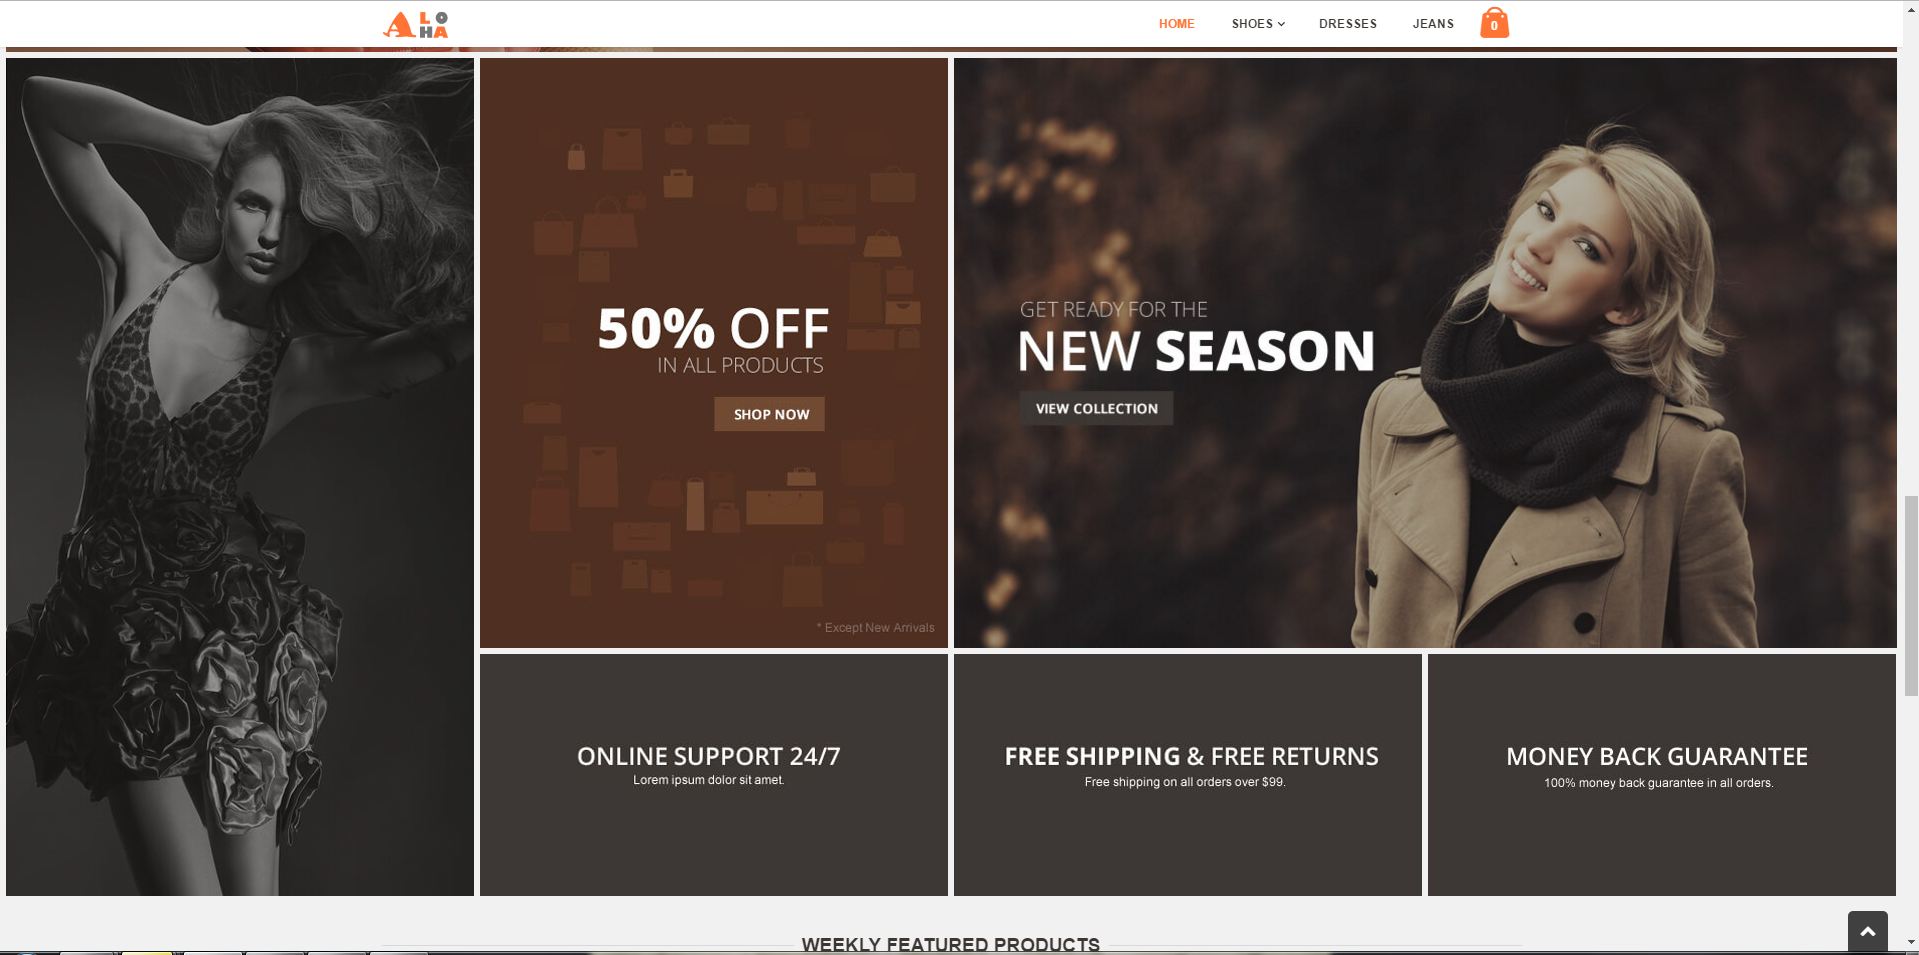 ALOHA
HOME
SHOES
DRESSES
JEANS
0
50% OFF
IN ALL PRODUCTS
SHOP NOW
* Except New Arrivals
GET READY FOR THE
NEW SEASON
VIEW COLLECTION
ONLINE SUPPORT 24/7
Lorem ipsum dolor sit amet.
FREE SHIPPING & FREE RETURNS
Free shipping on all orders over $99.
MONEY BACK GUARANTEE
100% money back guarantee in all orders.
WEEKLY FEATURED PRODUCTS